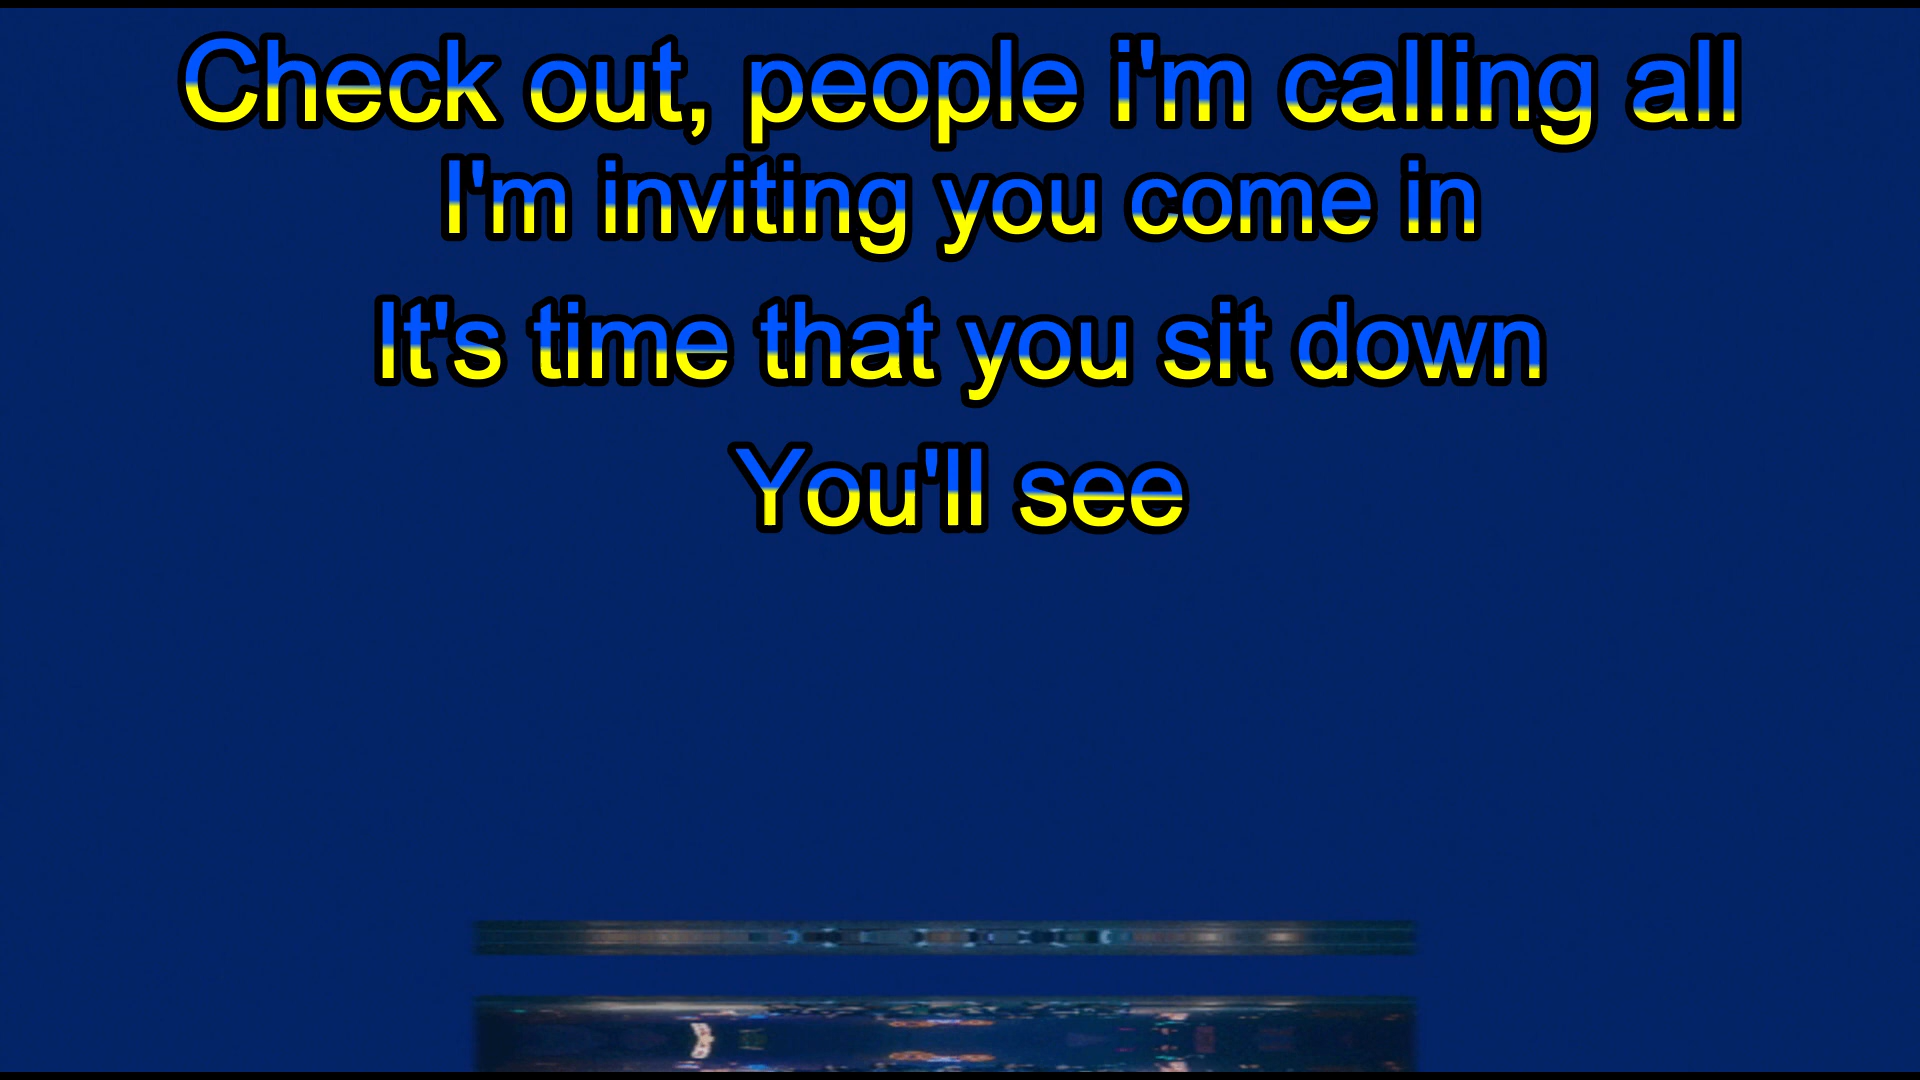 Check out, people i'm calling all
I'm inviting you come in
It's time that you sit down
You'll see